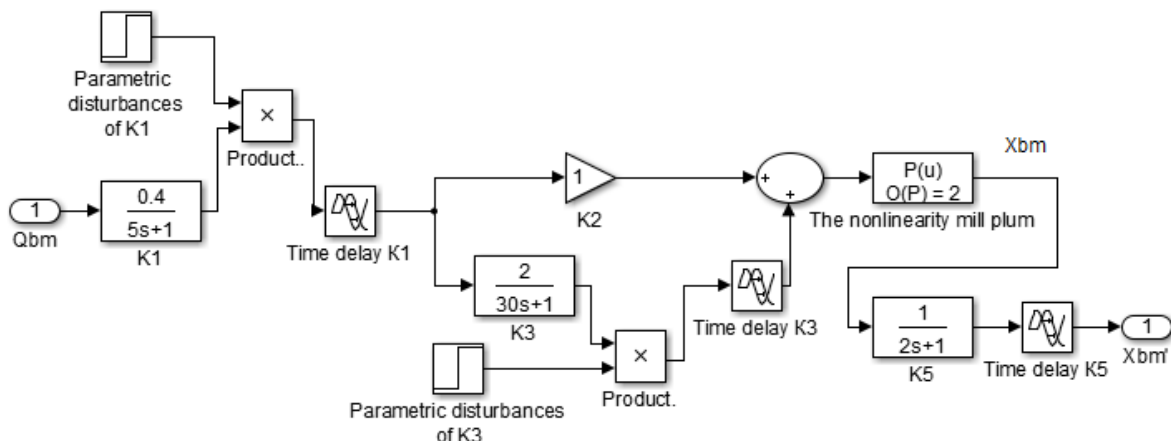 Parametric
disturbances
of K1
×
Product..
1
Qbm
0.4
5s+1
K1
Time delay K1
1
K2
+
+
P(u)
O(P) = 2
The nonlinearity mill plum
Xbm
2
30s+1
K3
Time delay K3
×
Product.
Parametric disturbances
of K3
1
2s+1
K5
Time delay K5
1
Xbm'